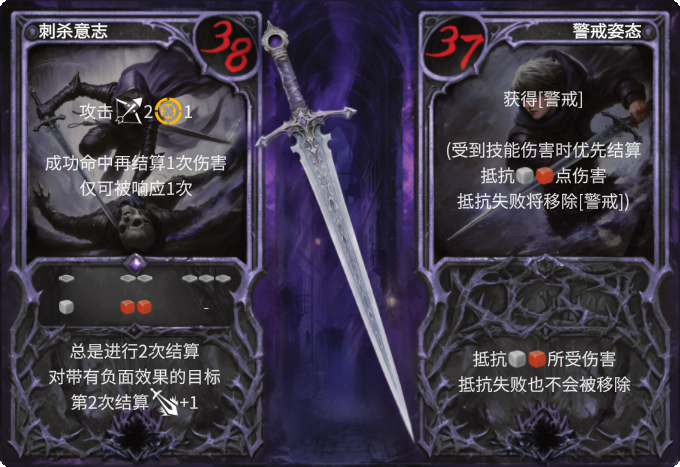 刺杀意志
38
攻击 2 1
成功命中再结算1次伤害
仅可被响应1次
-
总是进行2次结算
对带有负面效果的目标
第2次结算 +1
37
警戒姿态
获得[警戒]
(受到技能伤害时优先结算
抵抗 点伤害
抵抗失败将移除[警戒])
抵抗 所受伤害
抵抗失败也不会被移除